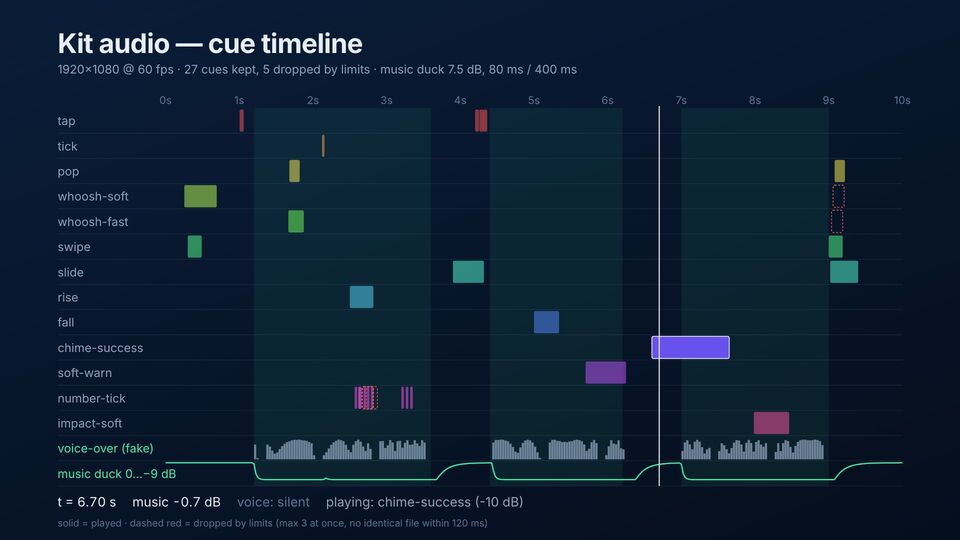 Kit audio — cue timeline
1920×1080 @ 60 fps · 27 cues kept, 5 dropped by limits · music duck 7.5 dB, 80 ms / 400 ms
0s 1s 2s 3s 4s 5s 6s 7s 8s 9s 10s
tap
tick
pop
whoosh-soft
whoosh-fast
swipe
slide
rise
fall
chime-success
soft-warn
number-tick
impact-soft
voice-over (fake)
music duck 0…−9 dB
t = 6.70 s music -0.7 dB voice: silent playing: chime-success (-10 dB)
solid = played · dashed red = dropped by limits (max 3 at once, no identical file within 120 ms)